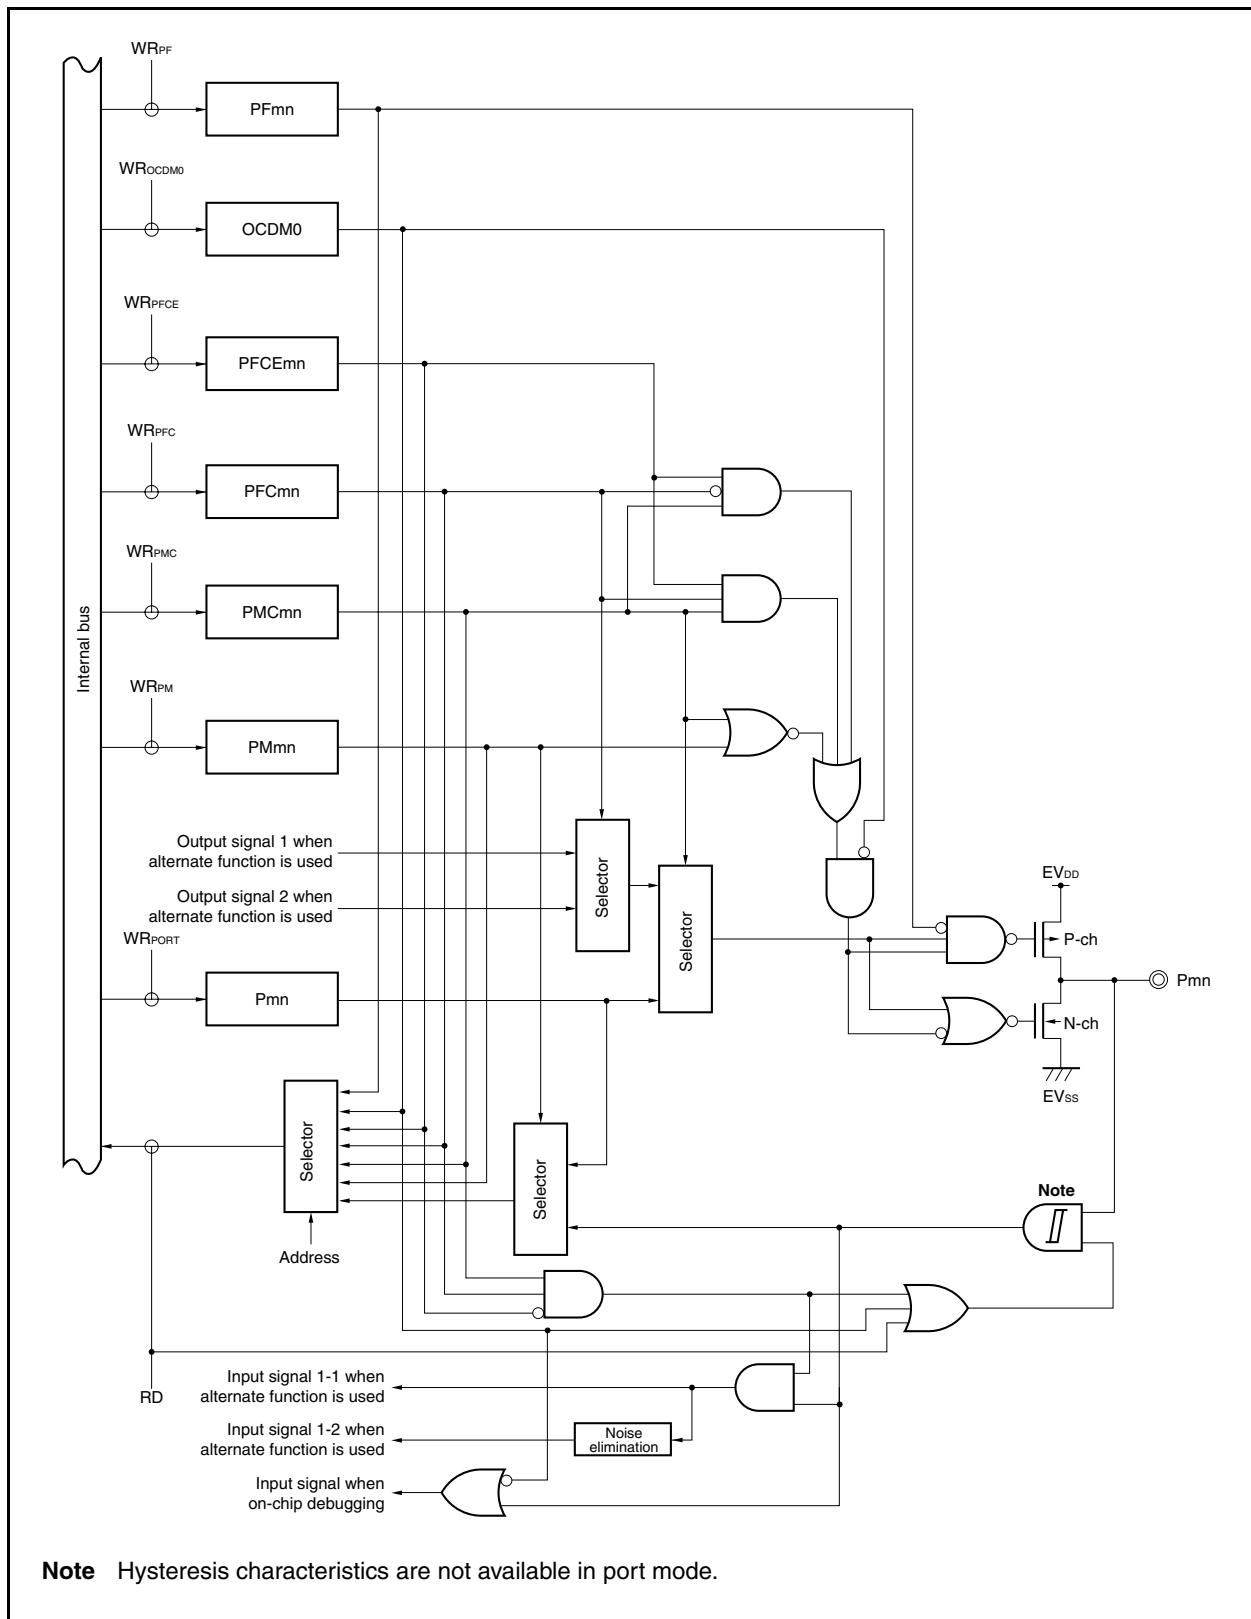 WRPF
PFmn
WROCDM0
OCDM0
WRPFCE
PFCEmn
WRPFC
PFCmn
WRPMC
PMCmn
Internal bus
WRPM
PMmn
Output signal 1 when
alternate function is used
Output signal 2 when
alternate function is used
Selector
Selector
EVDD
P-ch
WRPORT
Pmn
Pmn
N-ch
EVSS
Selector
Selector
Note
Address
RD
Input signal 1-1 when
alternate function is used
Input signal 1-2 when
alternate function is used
Noise
elimination
Input signal when
on-chip debugging
Note Hysteresis characteristics are not available in port mode.